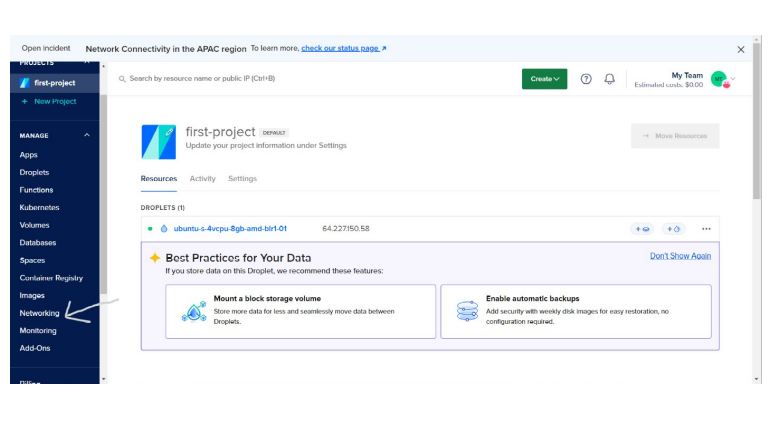 Open Incident Network Connectivity in the APAC region To learn more, check our status page
PROJECTS
first-project
+ New Project
MANAGE
Apps
Droplets
Functions
Kubernetes
Volumes
Databases
Spaces
Container Registry
Images
Networking
Monitoring
Add-Ons
Billing
Search by resource name or public IP (Ctrl+B)
Create
My Team
Estimated costs: $0.00
MT
first-project DEFAULT
Update your project information under Settings
→ Move Resources
Resources Activity Settings
DROPLETS (1)
ubuntu-s-4vcpu-8gb-amd-blr1-01 64.227.150.58
Best Practices for Your Data Don't Show Again
If you store data on this Droplet, we recommend these features:
Mount a block storage volume
Store more data for less and seamlessly move data between
Droplets.
Enable automatic backups
Add security with weekly disk images for easy restoration, no
configuration required.